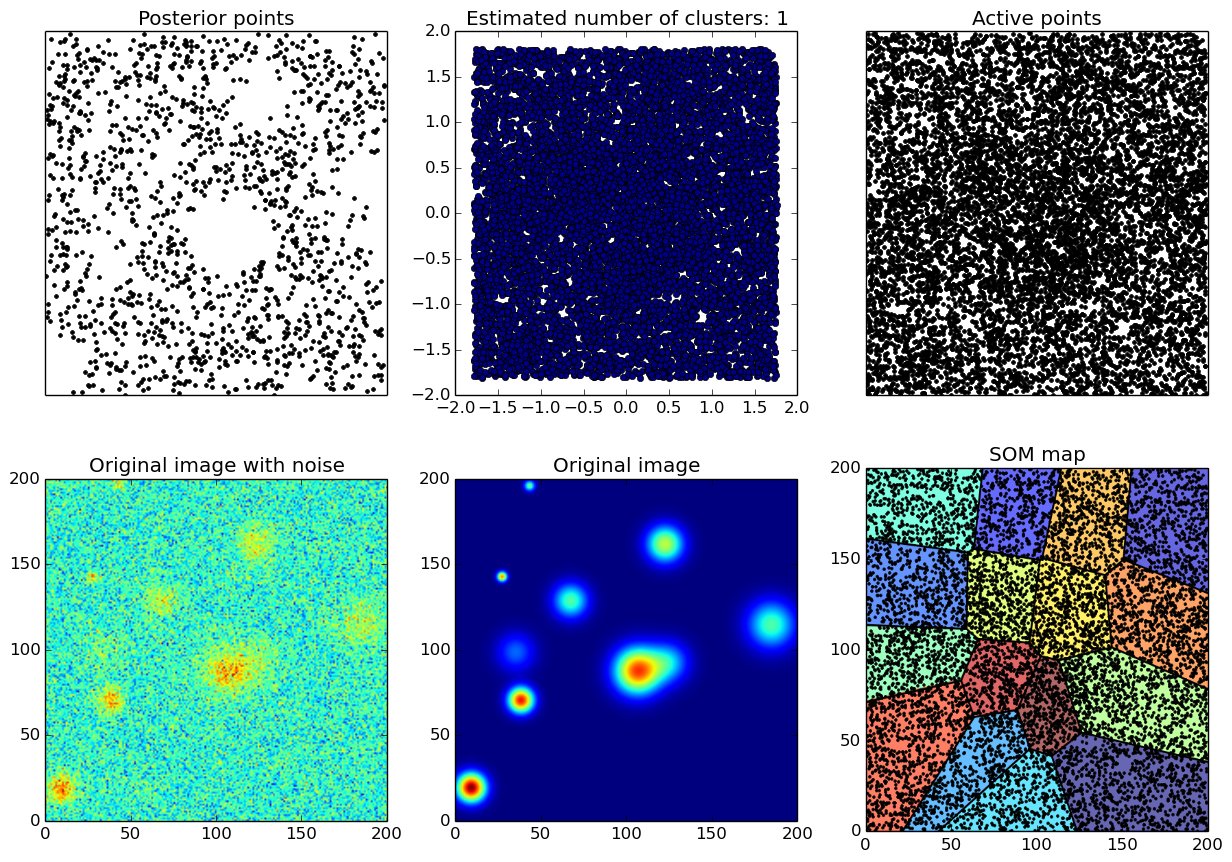 Posterior points
Estimated number of clusters: 1
Active points
2.0
1.5
1.0
0.5
0.0
−0.5
−1.0
−1.5
−2.0
−2.0 −1.5 −1.0 −0.5 0.0 0.5 1.0 1.5 2.0
Original image with noise
Original image
SOM map
200
150
100
50
0
0 50 100 150 200
200
150
100
50
0
0 50 100 150 200
200
150
100
50
0
0 50 100 150 200